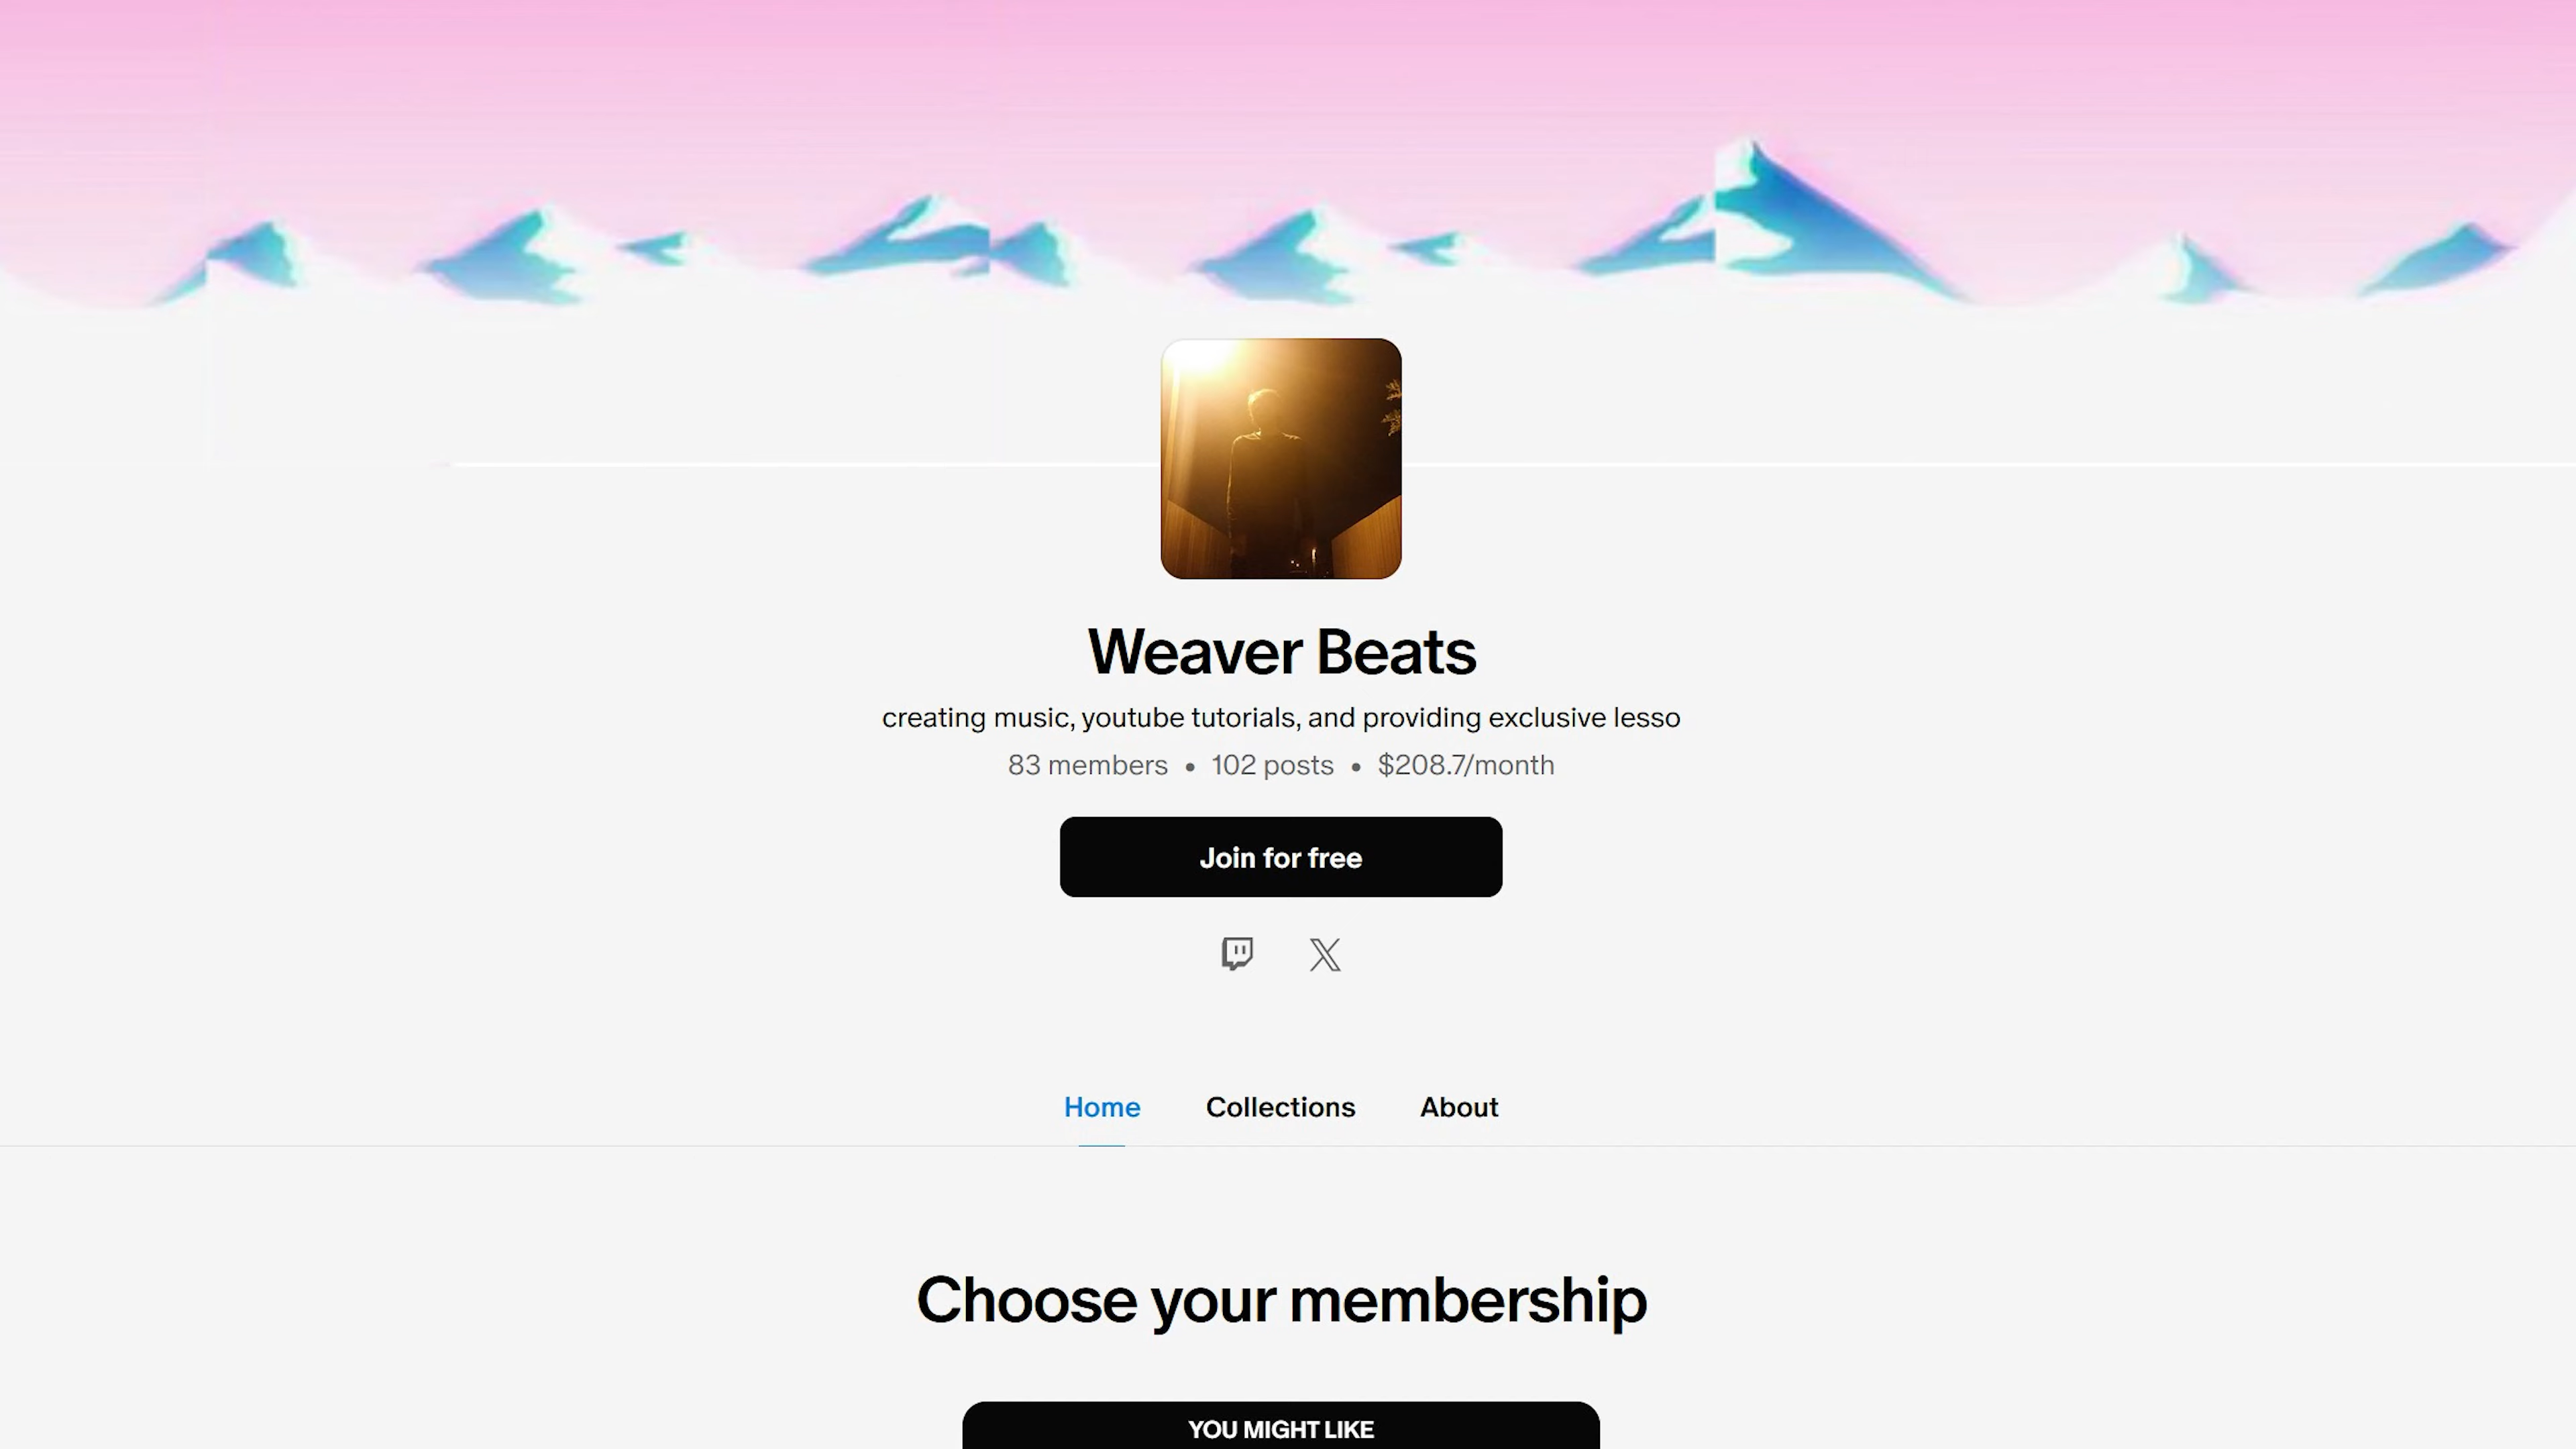 Weaver Beats
creating music, youtube tutorials, and providing exclusive lesso
83 members • 102 posts • $208.7/month
Join for free
Home Collections About
Choose your membership
YOU MIGHT LIKE